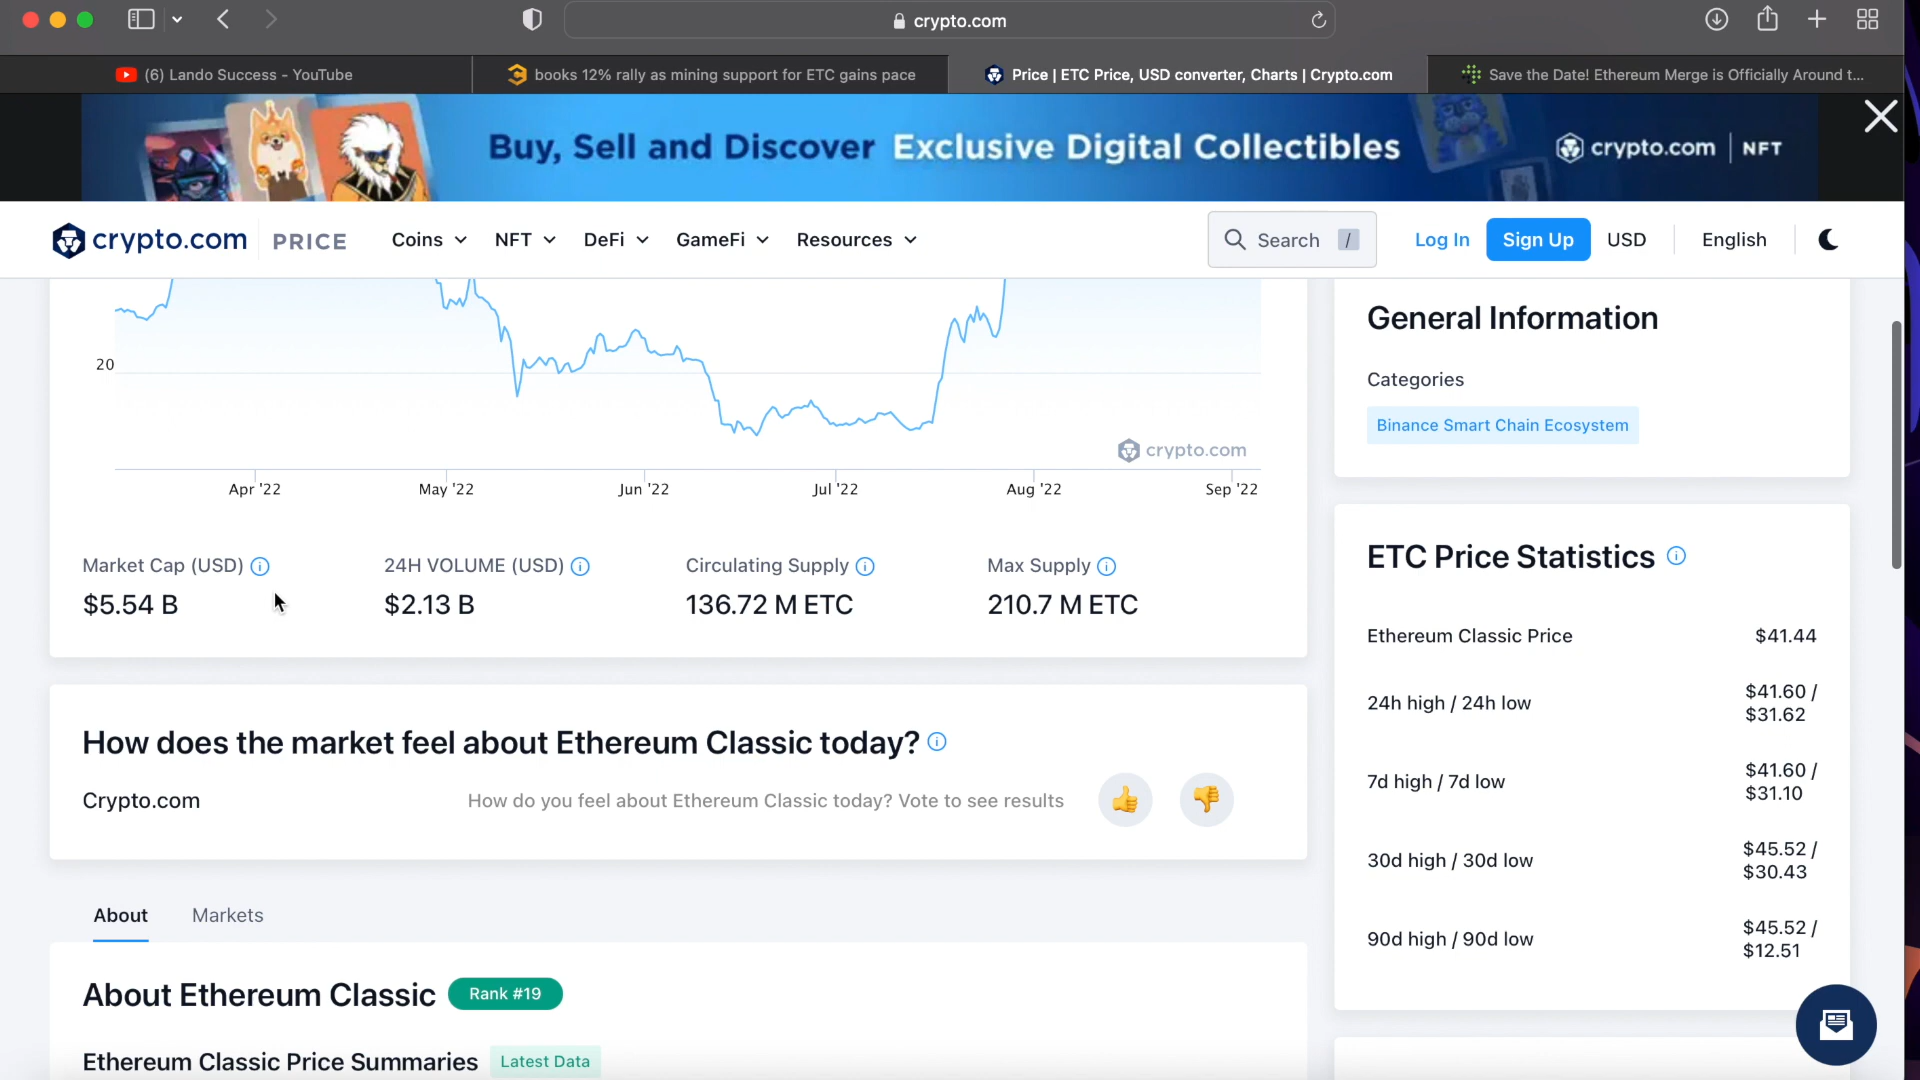 crypto.com
(6) Lando Success - YouTube
books 12% rally as mining support for ETC gains pace
Price | ETC Price, USD converter, Charts | Crypto.com
Save the Date! Ethereum Merge is Officially Around t...
Buy, Sell and Discover Exclusive Digital Collectibles
crypto.com | NFT
crypto.com PRICE
Coins
NFT
DeFi
GameFi
Resources
Search /
Log In
Sign Up
USD
English
20
crypto.com
Apr '22
May '22
Jun '22
Jul '22
Aug '22
Sep '22
Market Cap (USD)
$5.54 B
24H VOLUME (USD)
$2.13 B
Circulating Supply
136.72 M ETC
Max Supply
210.7 M ETC
How does the market feel about Ethereum Classic today?
Crypto.com
How do you feel about Ethereum Classic today? Vote to see results
About
Markets
About Ethereum Classic
Rank #19
Ethereum Classic Price Summaries
Latest Data
General Information
Categories
Binance Smart Chain Ecosystem
ETC Price Statistics
Ethereum Classic Price
$41.44
24h high / 24h low
$41.60 /
$31.62
7d high / 7d low
$41.60 /
$31.10
30d high / 30d low
$45.52 /
$30.43
90d high / 90d low
$45.52 /
$12.51